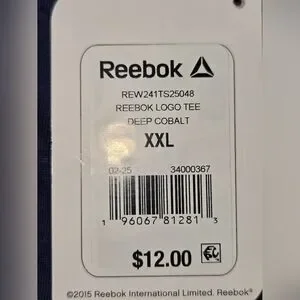 Reebok
REW241TS25048
REEBOK LOGO TEE
DEEP COBALT
XXL
02-25 34000367
1 96067 81281 3
$12.00
©2015 Reebok International Limited. Reebok®